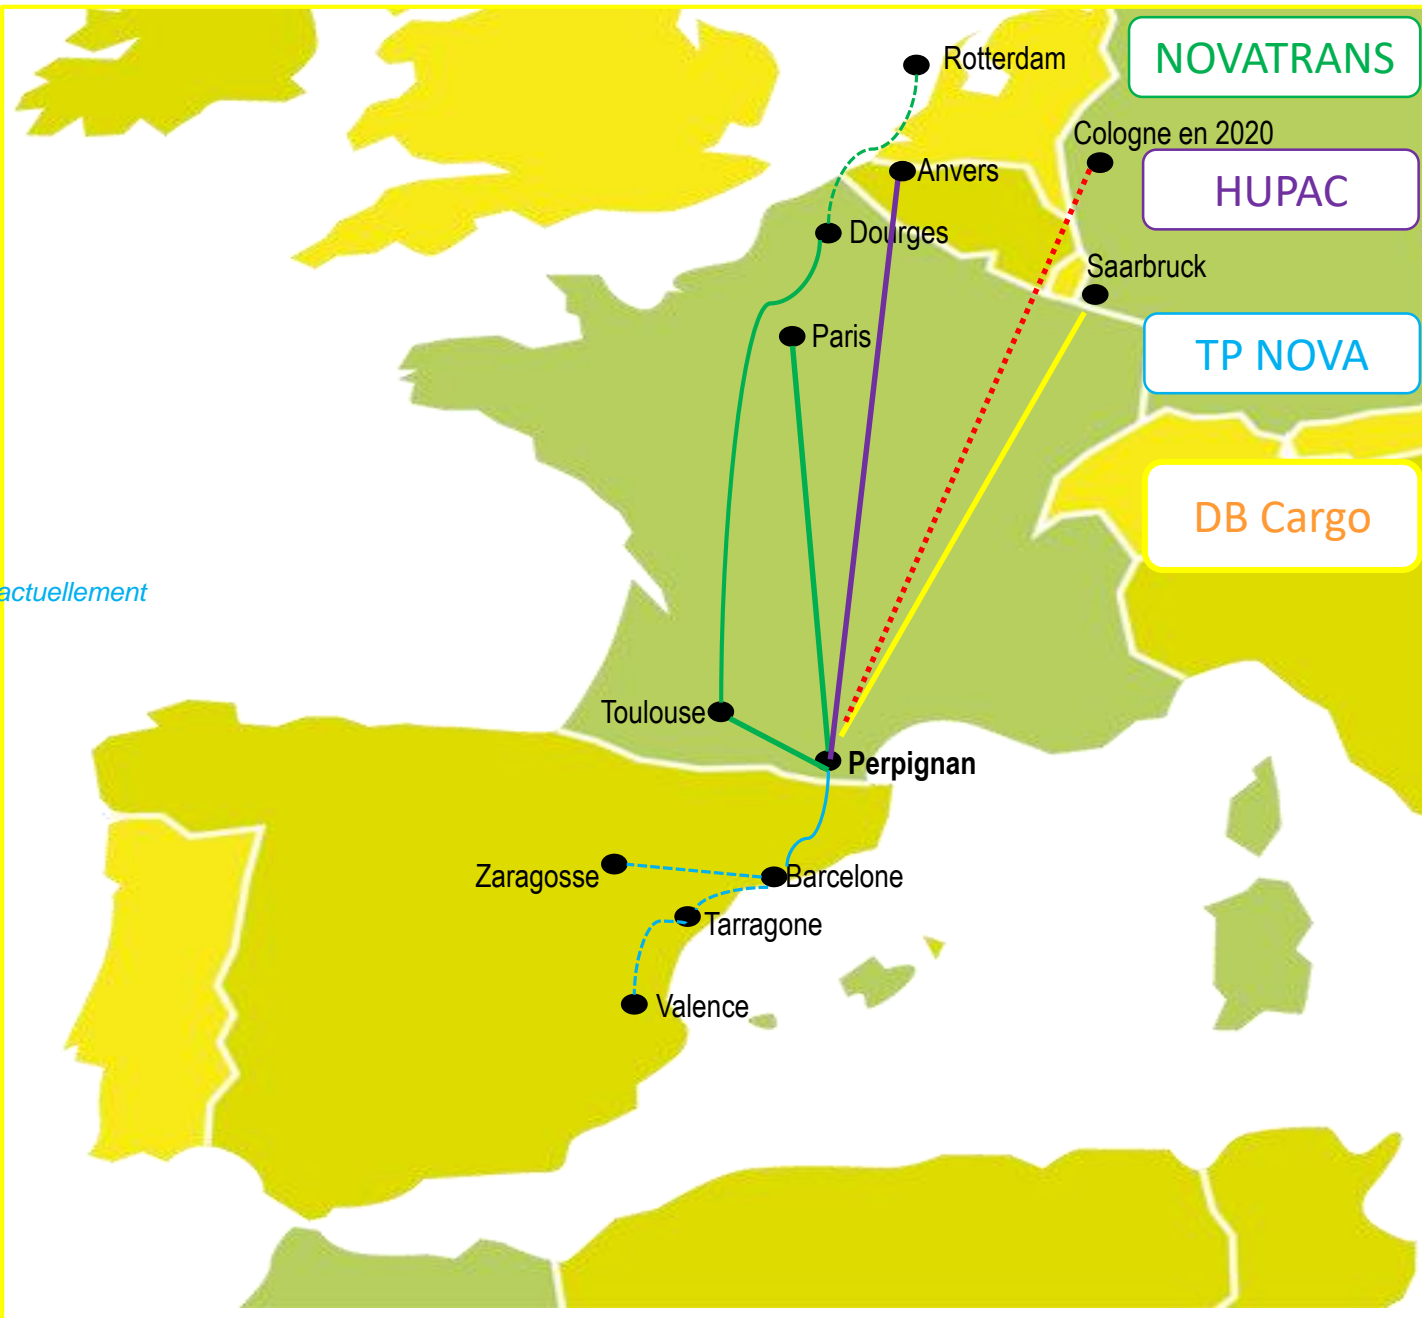 NOVATRANS
Rotterdam
Cologne en 2020
Anvers
HUPAC
Dourges
Saarbruck
Paris
TP NOVA
DB Cargo
actuellement
Toulouse
Perpignan
Zaragosse
Barcelone
Tarragone
Valence